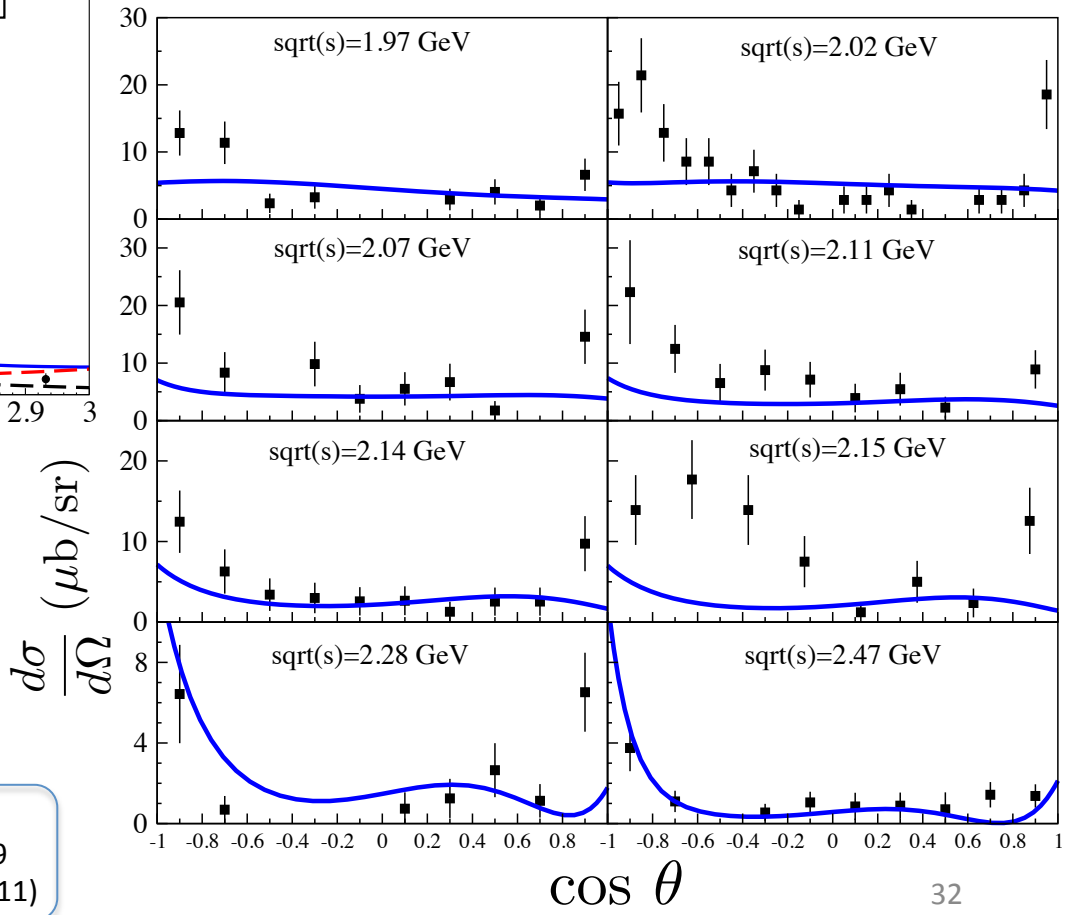 ]
30
20
10
0
sqrt(s)=1.97 GeV
sqrt(s)=2.02 GeV
30
20
10
0
sqrt(s)=2.07 GeV
sqrt(s)=2.11 GeV
2.9 3
20
10
0
sqrt(s)=2.14 GeV
sqrt(s)=2.15 GeV
dσ
dΩ
(μb/sr)
8
4
0
sqrt(s)=2.28 GeV
sqrt(s)=2.47 GeV
-1 -0.8 -0.6 -0.4 -0.2 0 0.2 0.4 0.6 0.8 -1 -0.8 -0.6 -0.4 -0.2 0 0.2 0.4 0.6 0.8 1
9
11)
cos θ
32